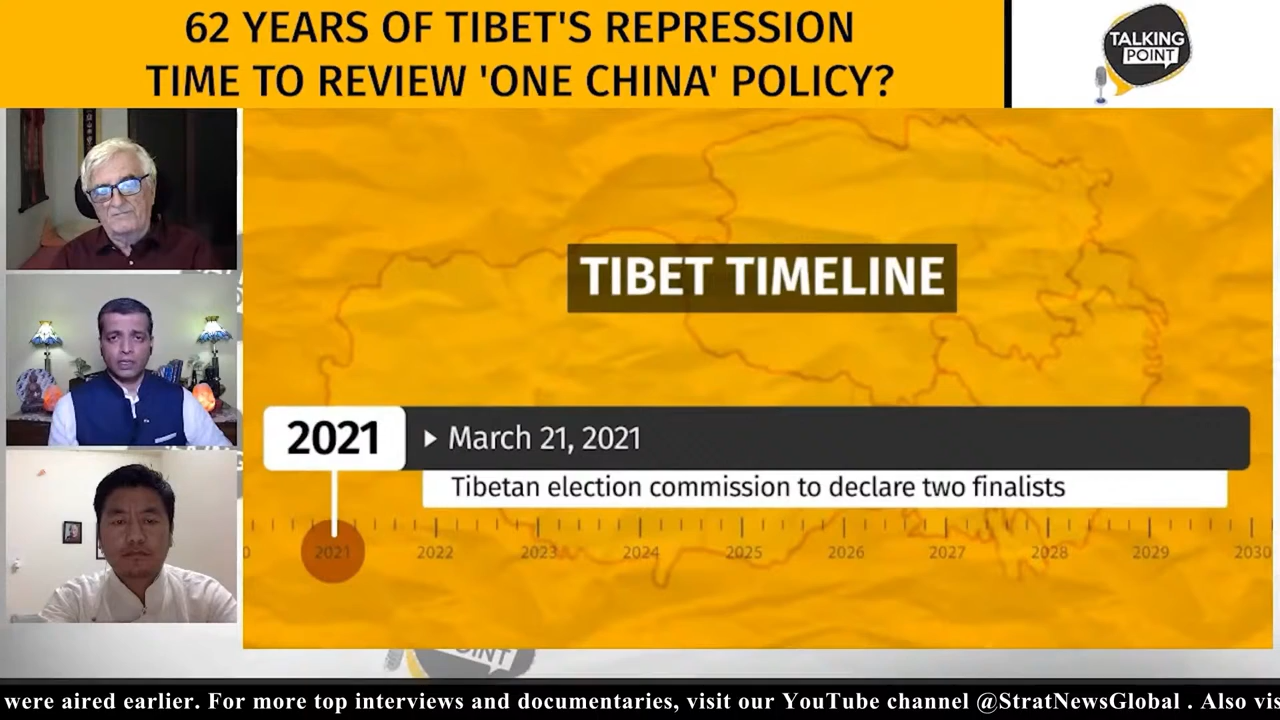 62 YEARS OF TIBET'S REPRESSION
TIME TO REVIEW 'ONE CHINA' POLICY?
TALKING
POINT
TIBET TIMELINE
2021
March 21, 2021
Tibetan election commission to declare two finalists
2021 2022 2023 2024 2025 2026 2027 2028 2029 2030
POINT
were aired earlier. For more top interviews and documentaries, visit our YouTube channel @StratNewsGlobal . Also vis